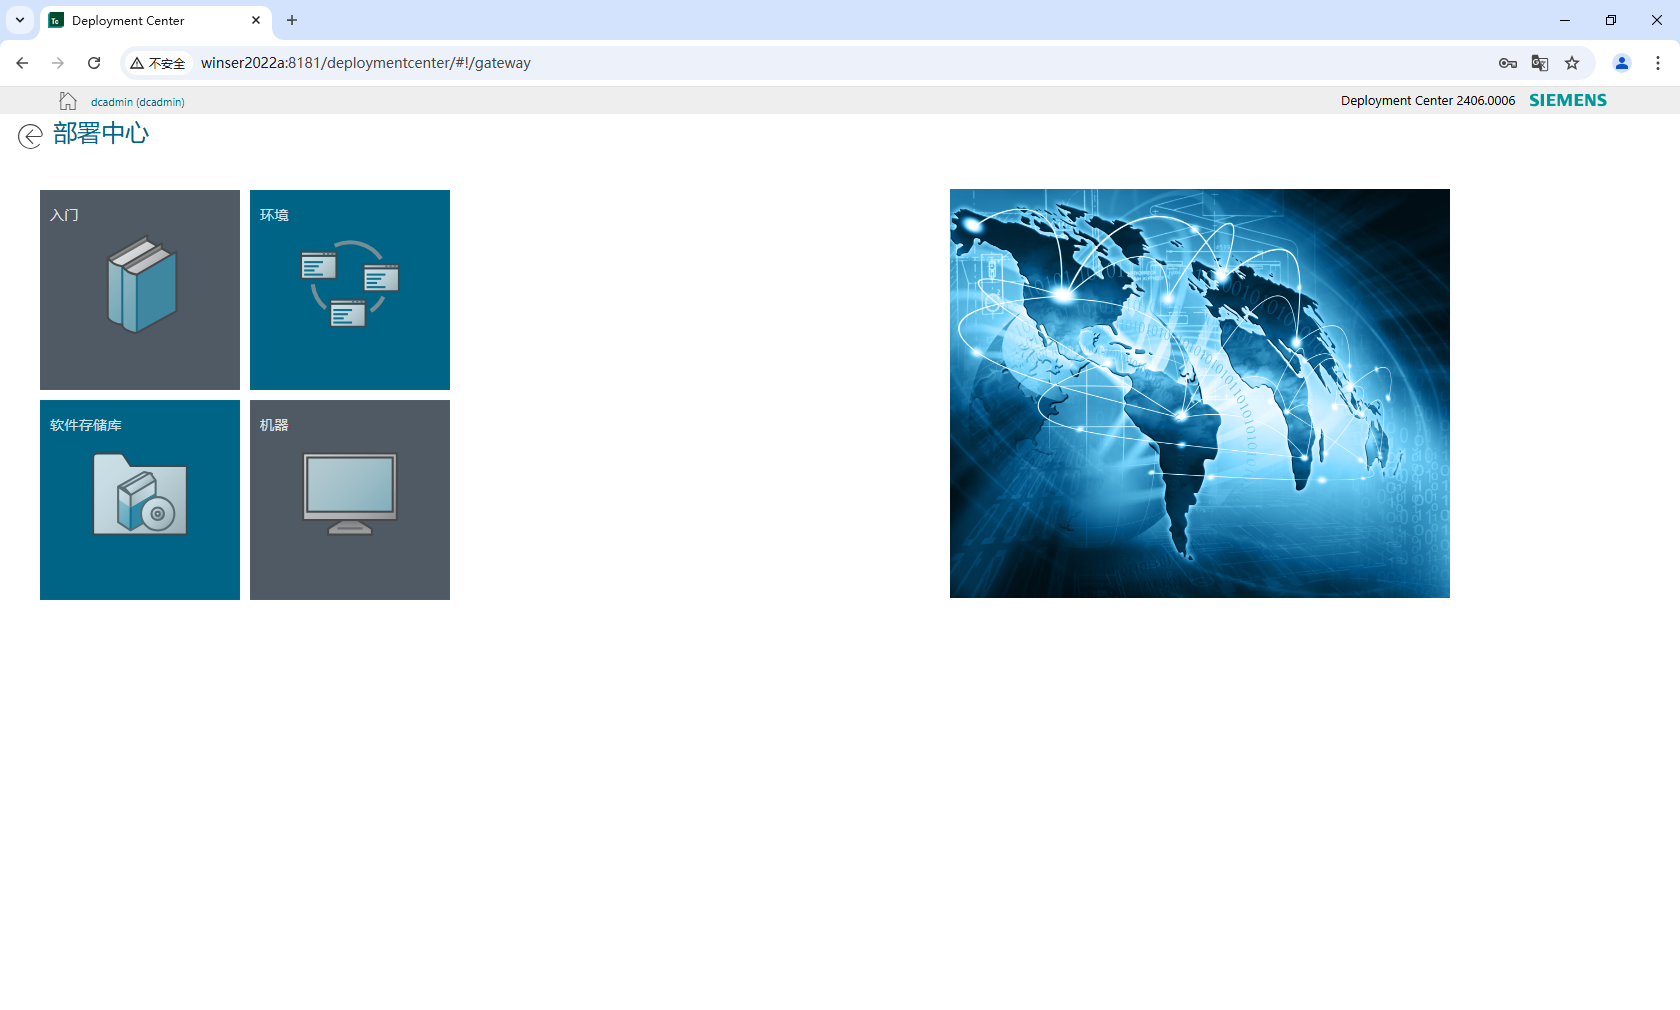 Deployment Center
不安全
winser2022a:8181/deploymentcenter/#!/gateway
dcadmin (dcadmin)
Deployment Center 2406.0006
SIEMENS
部署中心
入门
环境
软件存储库
机器